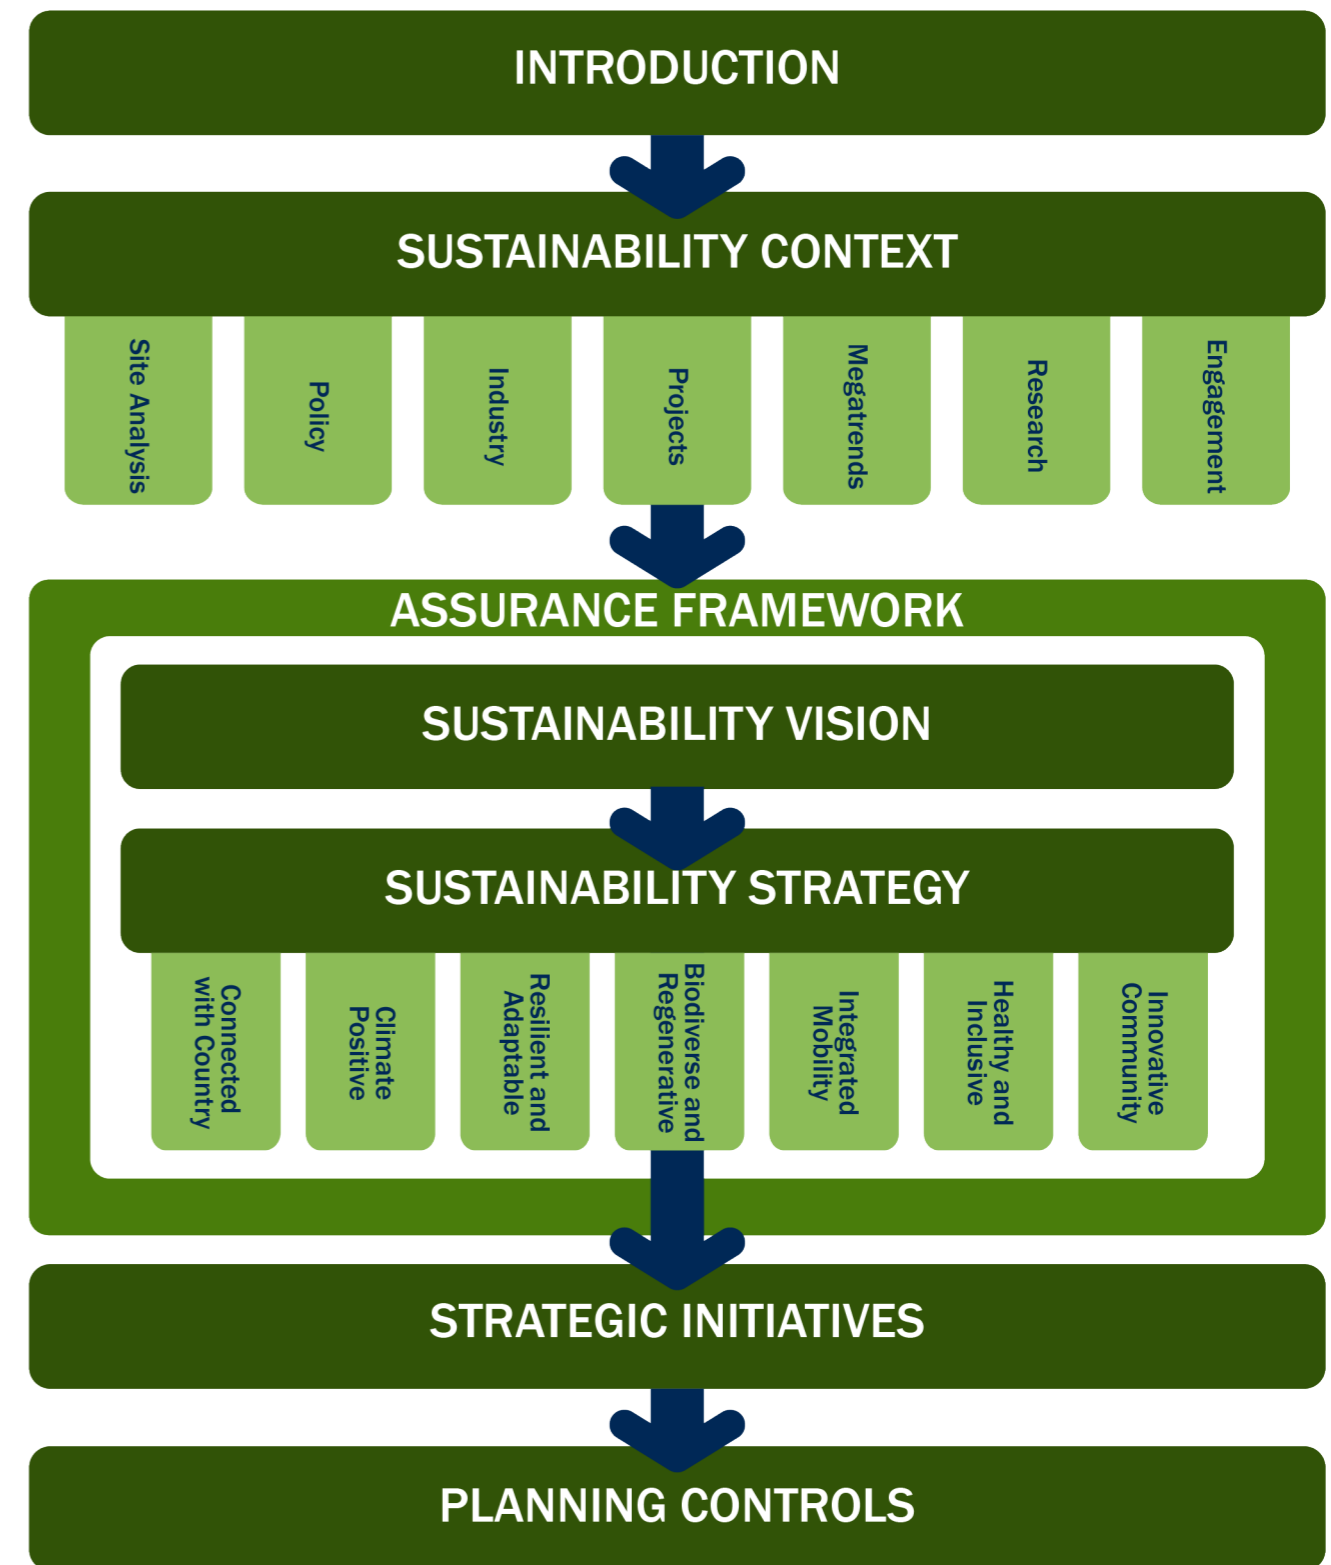 INTRODUCTION
SUSTAINABILITY CONTEXT
Site Analysis
Policy
Industry
Projects
Megatrends
Research
Engagement
ASSURANCE FRAMEWORK
SUSTAINABILITY VISION
SUSTAINABILITY STRATEGY
Connected
with Country
Climate
Positive
Resilient and
Adaptable
Biodiverse and
Regenerative
Integrated
Mobility
Healthy and
Inclusive
Innovative
Community
STRATEGIC INITIATIVES
PLANNING CONTROLS